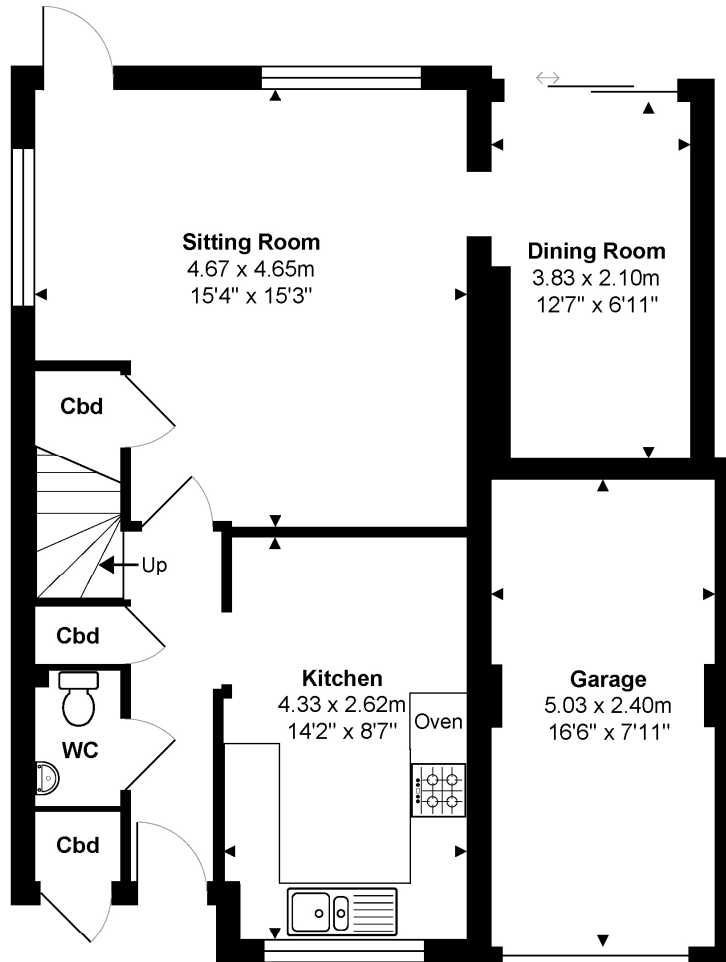 Sitting Room
4.67 x 4.65m
15'4" x 15'3"
Dining Room
3.83 x 2.10m
12'7" x 6'11"
Cbd
Up
Cbd
Kitchen
4.33 x 2.62m
14'2" x 8'7"
Oven
Garage
5.03 x 2.40m
16'6" x 7'11"
WC
Cbd